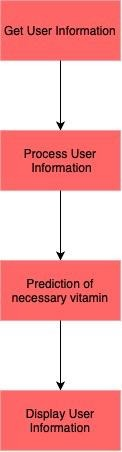 Get User Information
Process User
Information
Prediction of
necessary vitamin
Display User
Information